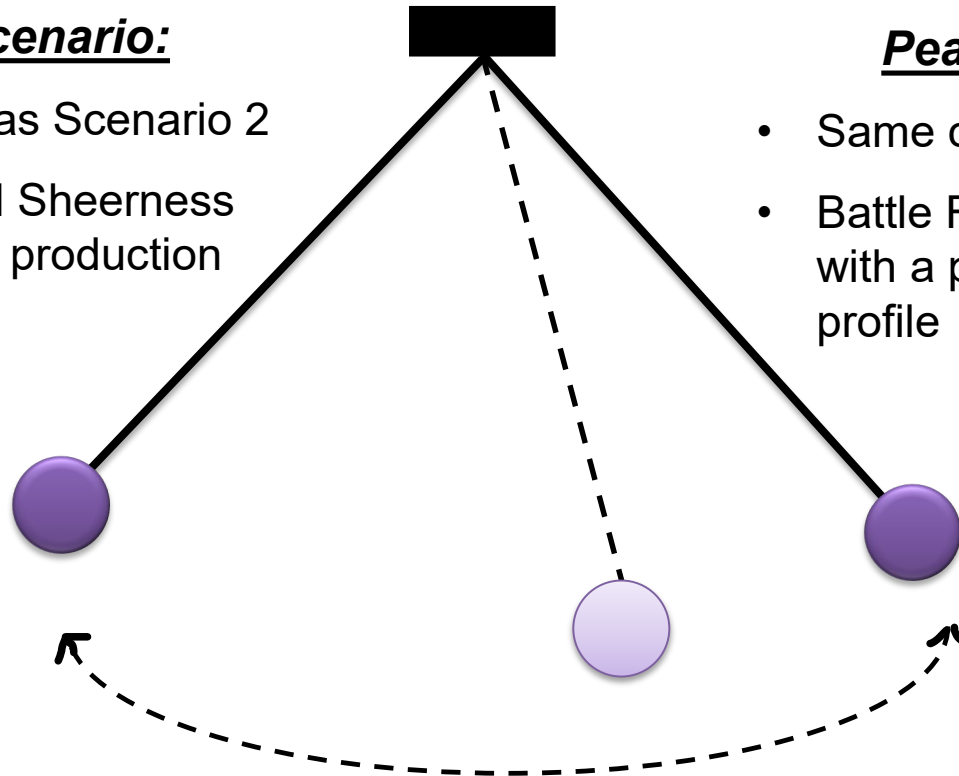 cenario:
as Scenario 2
Sheerness
production
Pea
• Same
• Battle
with a
profile